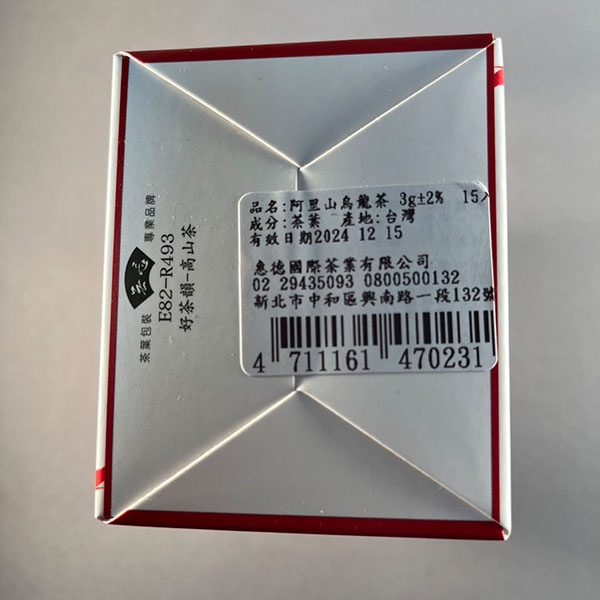 品名:阿里山烏龍茶 3g±2% 15入
成分:茶葉 產地:台灣
有效日期2024 12 15
惠德國際茶業有限公司
02 29435093 0800500132
新北市中和區興南路一段132號
4 711161 470231
茶葉包裝 專業品牌
E82-R493
好茶韻-高山茶